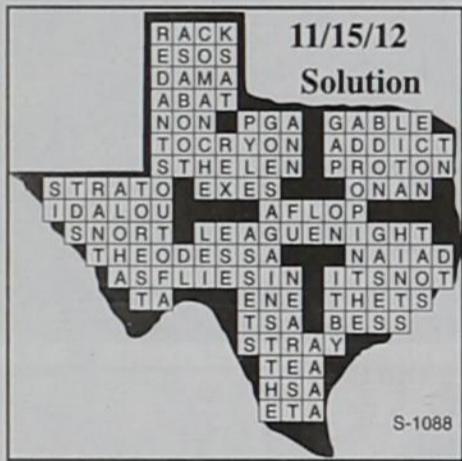 11/15/12
Solution
RACK
ESOS
DAMA
ABAT
NON PGA GABLE
TOCRYON ADDICT
STHELEN PROTON
STRATO EXES ONAN
IDALOU AFLOP
SNORT LEAGUENIGHT
THEODESSA NAIAD
ASFLIESIN ITSNOT
TA ENE THETS
TSA BESS
STRAY
TEA
HSA
ETA
S-1088